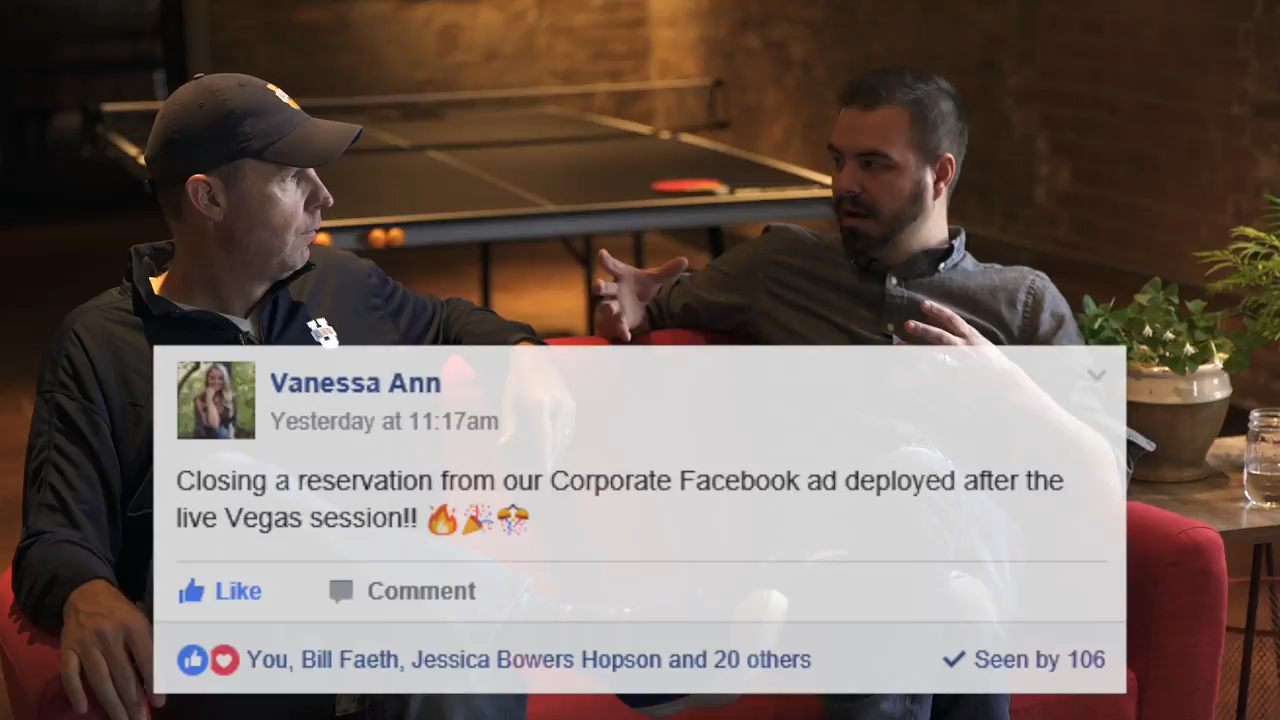 Vanessa Ann
Yesterday at 11:17am
Closing a reservation from our Corporate Facebook ad deployed after the
live Vegas session!! 🔥🎉🎊
Like Comment
You, Bill Faeth, Jessica Bowers Hopson and 20 others Seen by 106